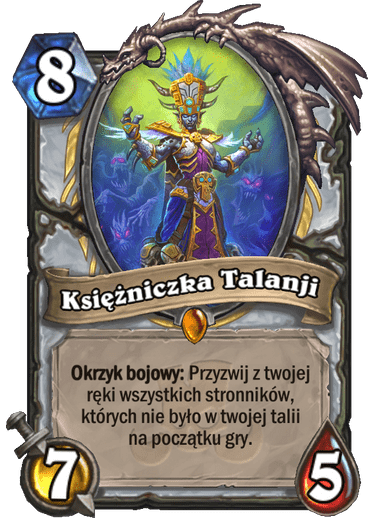 8
Księżniczka Talanji
Okrzyk bojowy: Przyzwij z twojej
ręki wszystkich stronników,
których nie było w twojej talii
na początku gry.
7
5